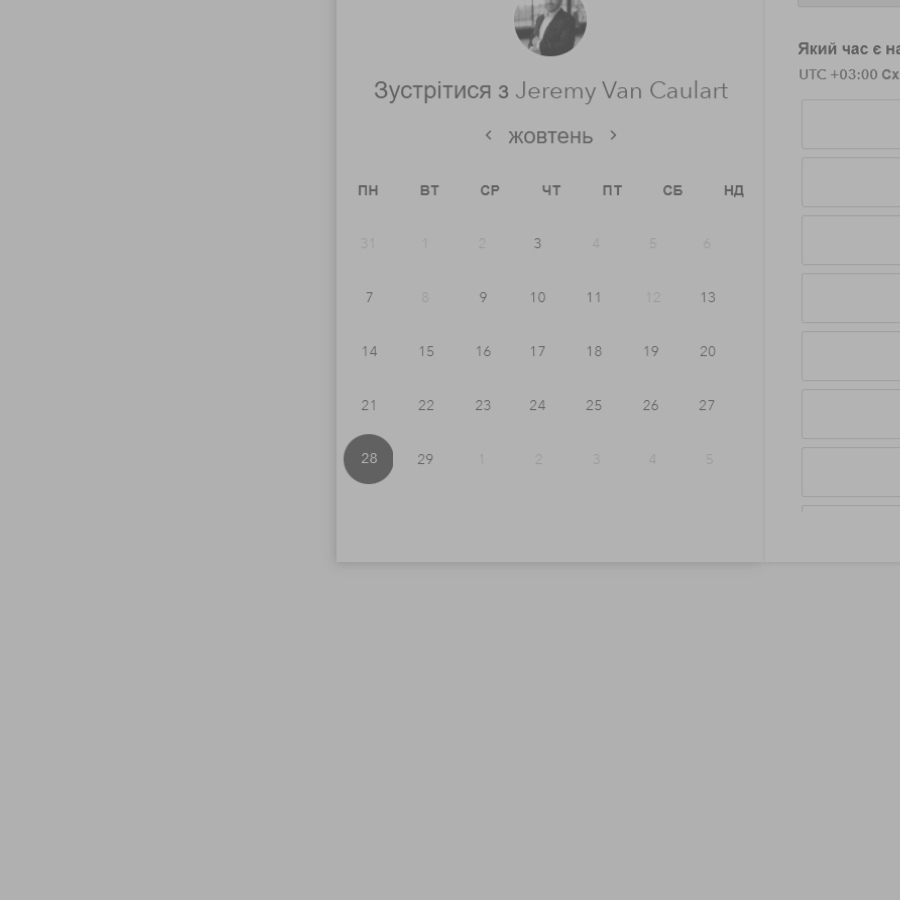 Зустрітися з Jeremy Van Caulart
‹ жовтень ›
ПН ВТ СР ЧТ ПТ СБ НД
31 1 2 3 4 5 6
7 8 9 10 11 12 13
14 15 16 17 18 19 20
21 22 23 24 25 26 27
28 29 1 2 3 4 5
Який час є на
UTC +03:00 Сх